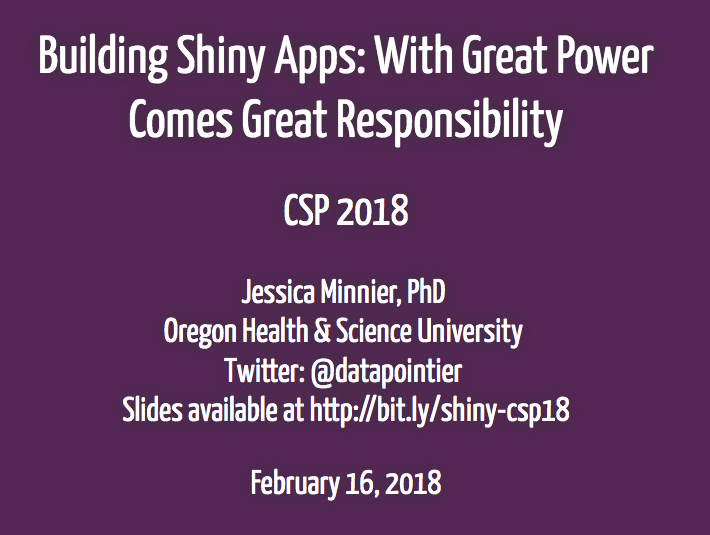 Building Shiny Apps: With Great Power
Comes Great Responsibility
CSP 2018
Jessica Minnier, PhD
Oregon Health & Science University
Twitter: @datapointier
Slides available at http://bit.ly/shiny-csp18
February 16, 2018